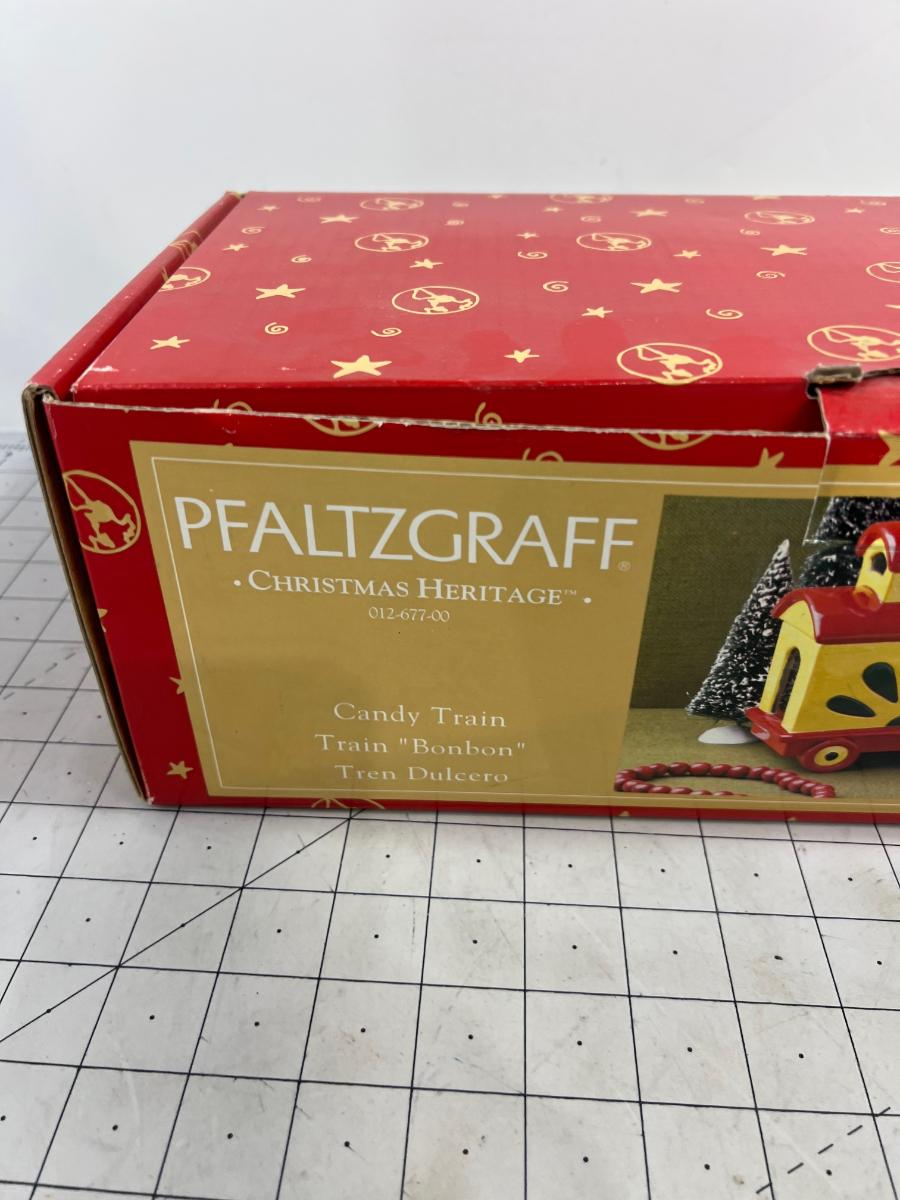 PFALTZGRAFF®
• CHRISTMAS HERITAGE™ •
012-677-00
Candy Train
Train "Bonbon"
Tren Dulcero